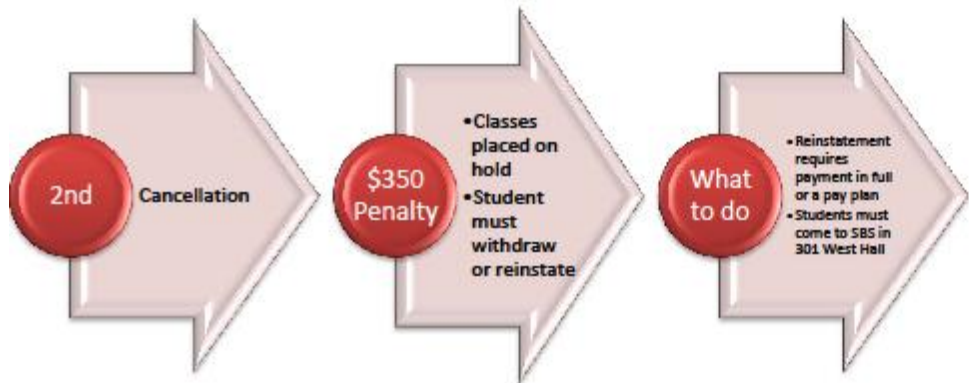 2nd
Cancellation
$350
Penalty
•Classes
placed on
hold
•Student
must
withdraw
or reinstate
What
to do
• Reinstatement
requires
payment in full
or a pay plan
• Students must
come to SBS in
301 West Hall